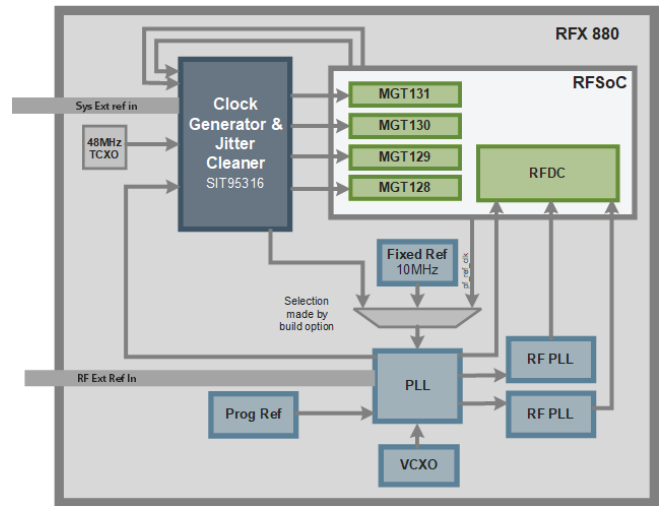 RFX 880
RFSoC
Clock
Generator &
Jitter
Cleaner
SIT95316
MGT131
MGT130
MGT129
MGT128
RFDC
Sys Ext ref in
48MHz
TCXO
Fixed Ref
10MHz
pl_ref_clk
Selection
made by
build option
RF Ext Ref In
PLL
RF PLL
RF PLL
Prog Ref
VCXO